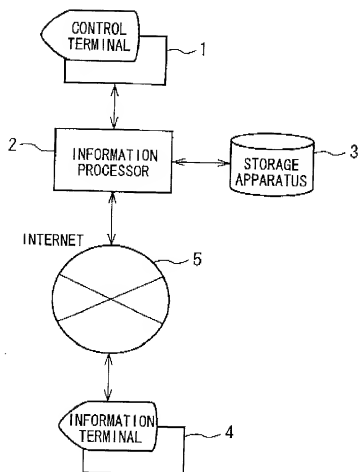 CONTROL
TERMINAL
1
2
INFORMATION
PROCESSOR
3
STORAGE
APPARATUS
INTERNET
5
INFORMATION
TERMINAL
4